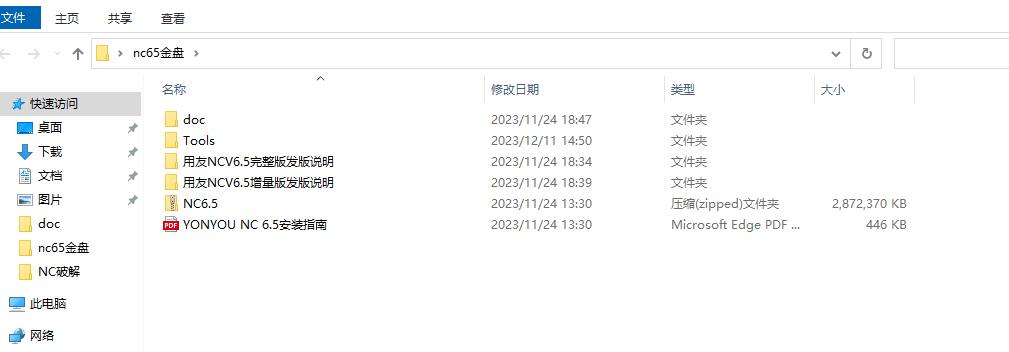 文件 主页 共享 查看
nc65金盘
名称 修改日期 类型 大小
快速访问
桌面
下载
文档
图片
doc
nc65金盘
NC破解
此电脑
网络
doc 2023/11/24 18:47 文件夹
Tools 2023/12/11 14:50 文件夹
用友NCV6.5完整版发版说明 2023/11/24 18:34 文件夹
用友NCV6.5增量版发版说明 2023/11/24 18:39 文件夹
NC6.5 2023/11/24 13:30 压缩(zipped)文件夹 2,872,370 KB
PDF YONYOU NC 6.5安装指南 2023/11/24 13:30 Microsoft Edge PDF ... 446 KB